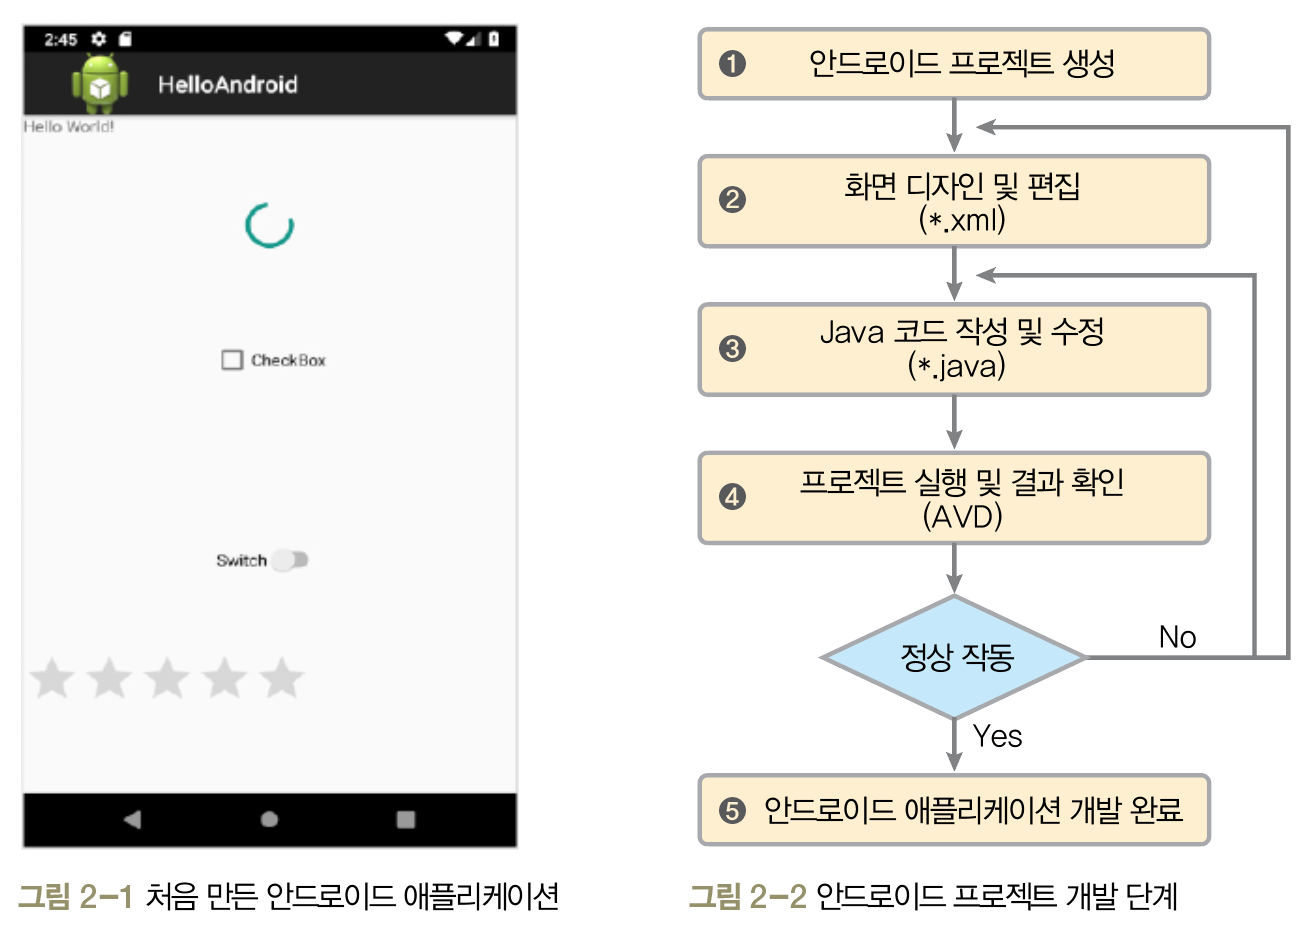 2:45
HelloAndroid
Hello World!
CheckBox
Switch
그림 2-1 처음 만든 안드로이드 애플리케이션
❶ 안드로이드 프로젝트 생성
❷ 화면 디자인 및 편집
(*.xml)
❸ Java 코드 작성 및 수정
(*.java)
❹ 프로젝트 실행 및 결과 확인
(AVD)
정상 작동
No
Yes
❺ 안드로이드 애플리케이션 개발 완료
그림 2-2 안드로이드 프로젝트 개발 단계